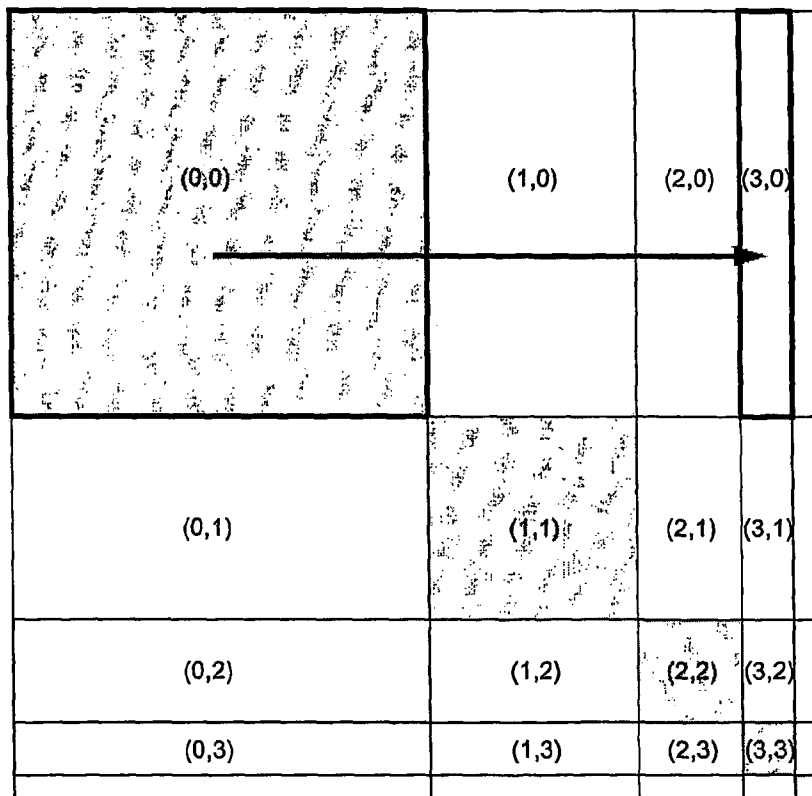 (0,0) (1,0) (2,0) (3,0)
(0,1) (1,1) (2,1) (3,1)
(0,2) (1,2) (2,2) (3,2)
(0,3) (1,3) (2,3) (3,3)